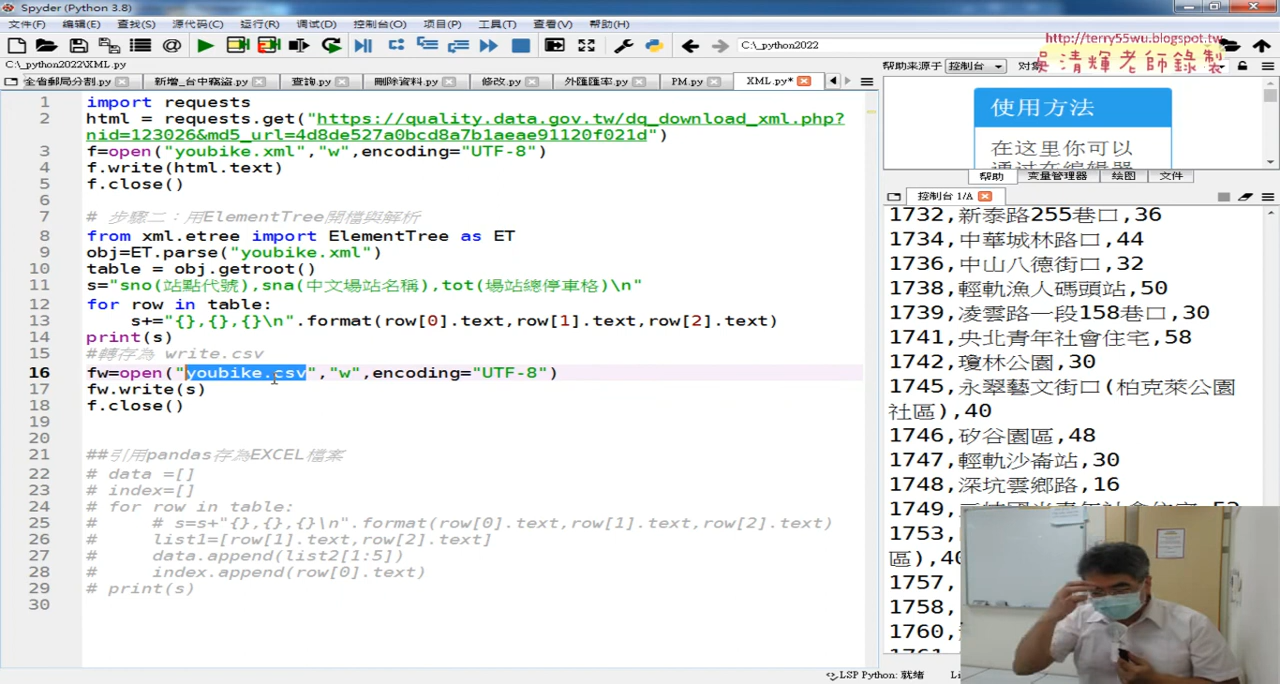 Spyder (Python 3.8)
文件(F) 编辑(E) 查找(S) 源代码(C) 运行(R) 调试(D) 控制台(O) 项目(P) 工具(T) 查看(V) 帮助(H)
C:\_python2022
http://terry55wu.blogspot.tw
吳清輝老師錄製
C:\_python2022\XML.py
全省郵局分割.py 新增_台中竊盜.py 查詢.py 刪除資料.py 修改.py 外匯匯率.py PM.py XML.py*
帮助来源于 控制台
使用方法
在这里你可以
帮助 变量管理器 绘图 文件
1 import requests
2 html = requests.get("https://quality.data.gov.tw/dq_download_xml.php?
nid=123026&md5_url=4d8de527a0bcd8a7b1aeae91120f021d")
3 f=open("youbike.xml","w",encoding="UTF-8")
4 f.write(html.text)
5 f.close()
6
7 # 步驟二：用ElementTree開檔與解析
8 from xml.etree import ElementTree as ET
9 obj=ET.parse("youbike.xml")
10 table = obj.getroot()
11 s="sno(站點代號),sna(中文場站名稱),tot(場站總停車格)\n"
12 for row in table:
13 s+="{},{},{}\n".format(row[0].text,row[1].text,row[2].text)
14 print(s)
15 #轉存為 write.csv
16 fw=open("youbike.csv","w",encoding="UTF-8")
17 fw.write(s)
18 f.close()
19
20
21 ##引用pandas存為EXCEL檔案
22 # data =[]
23 # index=[]
24 # for row in table:
25 # # s=s+"{},{},{}\n".format(row[0].text,row[1].text,row[2].text)
26 # list1=[row[1].text,row[2].text]
27 # data.append(list2[1:5])
28 # index.append(row[0].text)
29 # print(s)
30
控制台 1/A
1732,新泰路255巷口,36
1734,中華城林路口,44
1736,中山八德街口,32
1738,輕軌漁人碼頭站,50
1739,凌雲路一段158巷口,30
1741,央北青年社會住宅,58
1742,瓊林公園,30
1745,永翠藝文街口(柏克萊公園
社區),40
1746,矽谷園區,48
1747,輕軌沙崙站,30
1748,深坑雲鄉路,16
1749,
1753,
區),40
1757,
1758,
1760,
LSP Python: 就绪